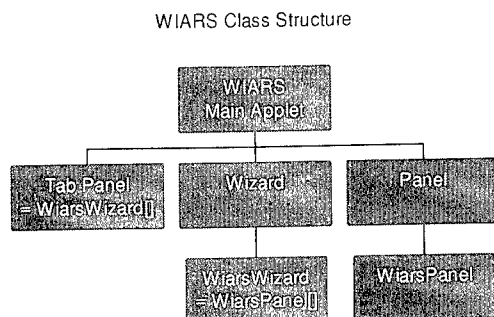 WIARS Class Structure
WIARS
Main Applet
Tab Panel
= WiarsWizard[]
Wizard
Panel
WiarsWizard
= WiarsPanel[]
WiarsPanel